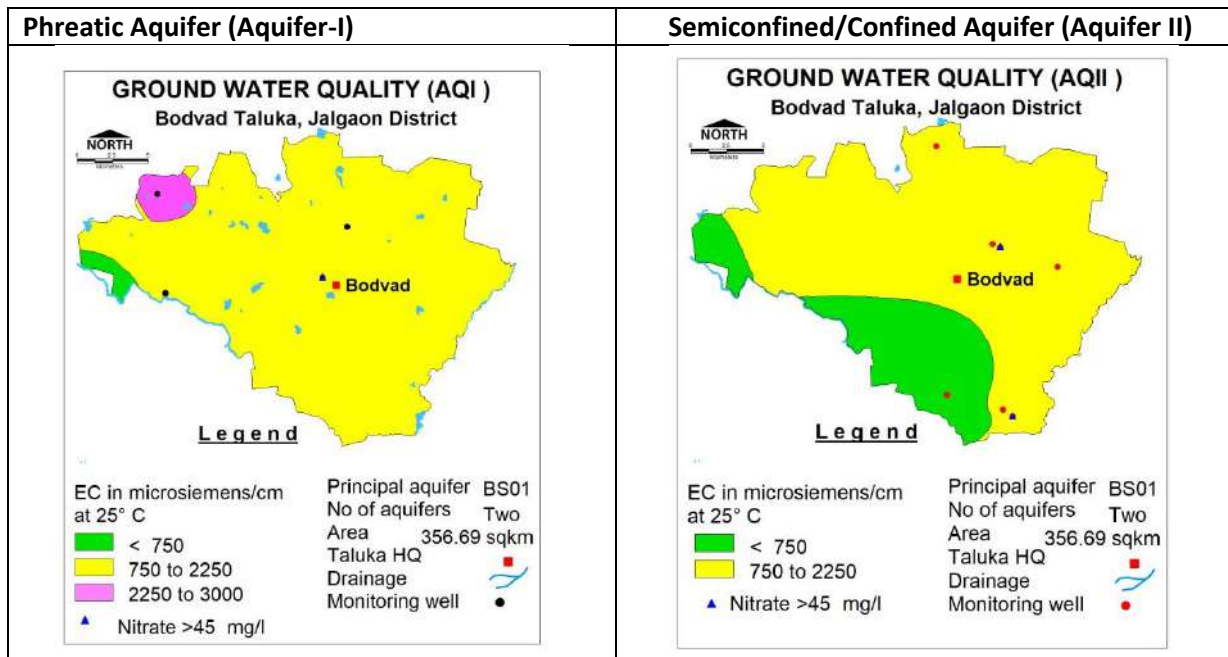 Phreatic Aquifer (Aquifer-I)
Semiconfined/Confined Aquifer (Aquifer II)
GROUND WATER QUALITY (AQI )
Bodvad Taluka, Jalgaon District
NORTH
Bodvad
Legend
EC in microsiemens/cm
at 25° C
< 750
750 to 2250
2250 to 3000
Nitrate >45 mg/l
Principal aquifer BS01
No of aquifers Two
Area 356.69 sqkm
Taluka HQ
Drainage
Monitoring well
GROUND WATER QUALITY (AQII )
Bodvad Taluka, Jalgaon District
NORTH
Bodvad
Legend
EC in microsiemens/cm
at 25° C
< 750
750 to 2250
Nitrate >45 mg/l
Principal aquifer BS01
No of aquifers Two
Area 356.69 sqkm
Taluka HQ
Drainage
Monitoring well